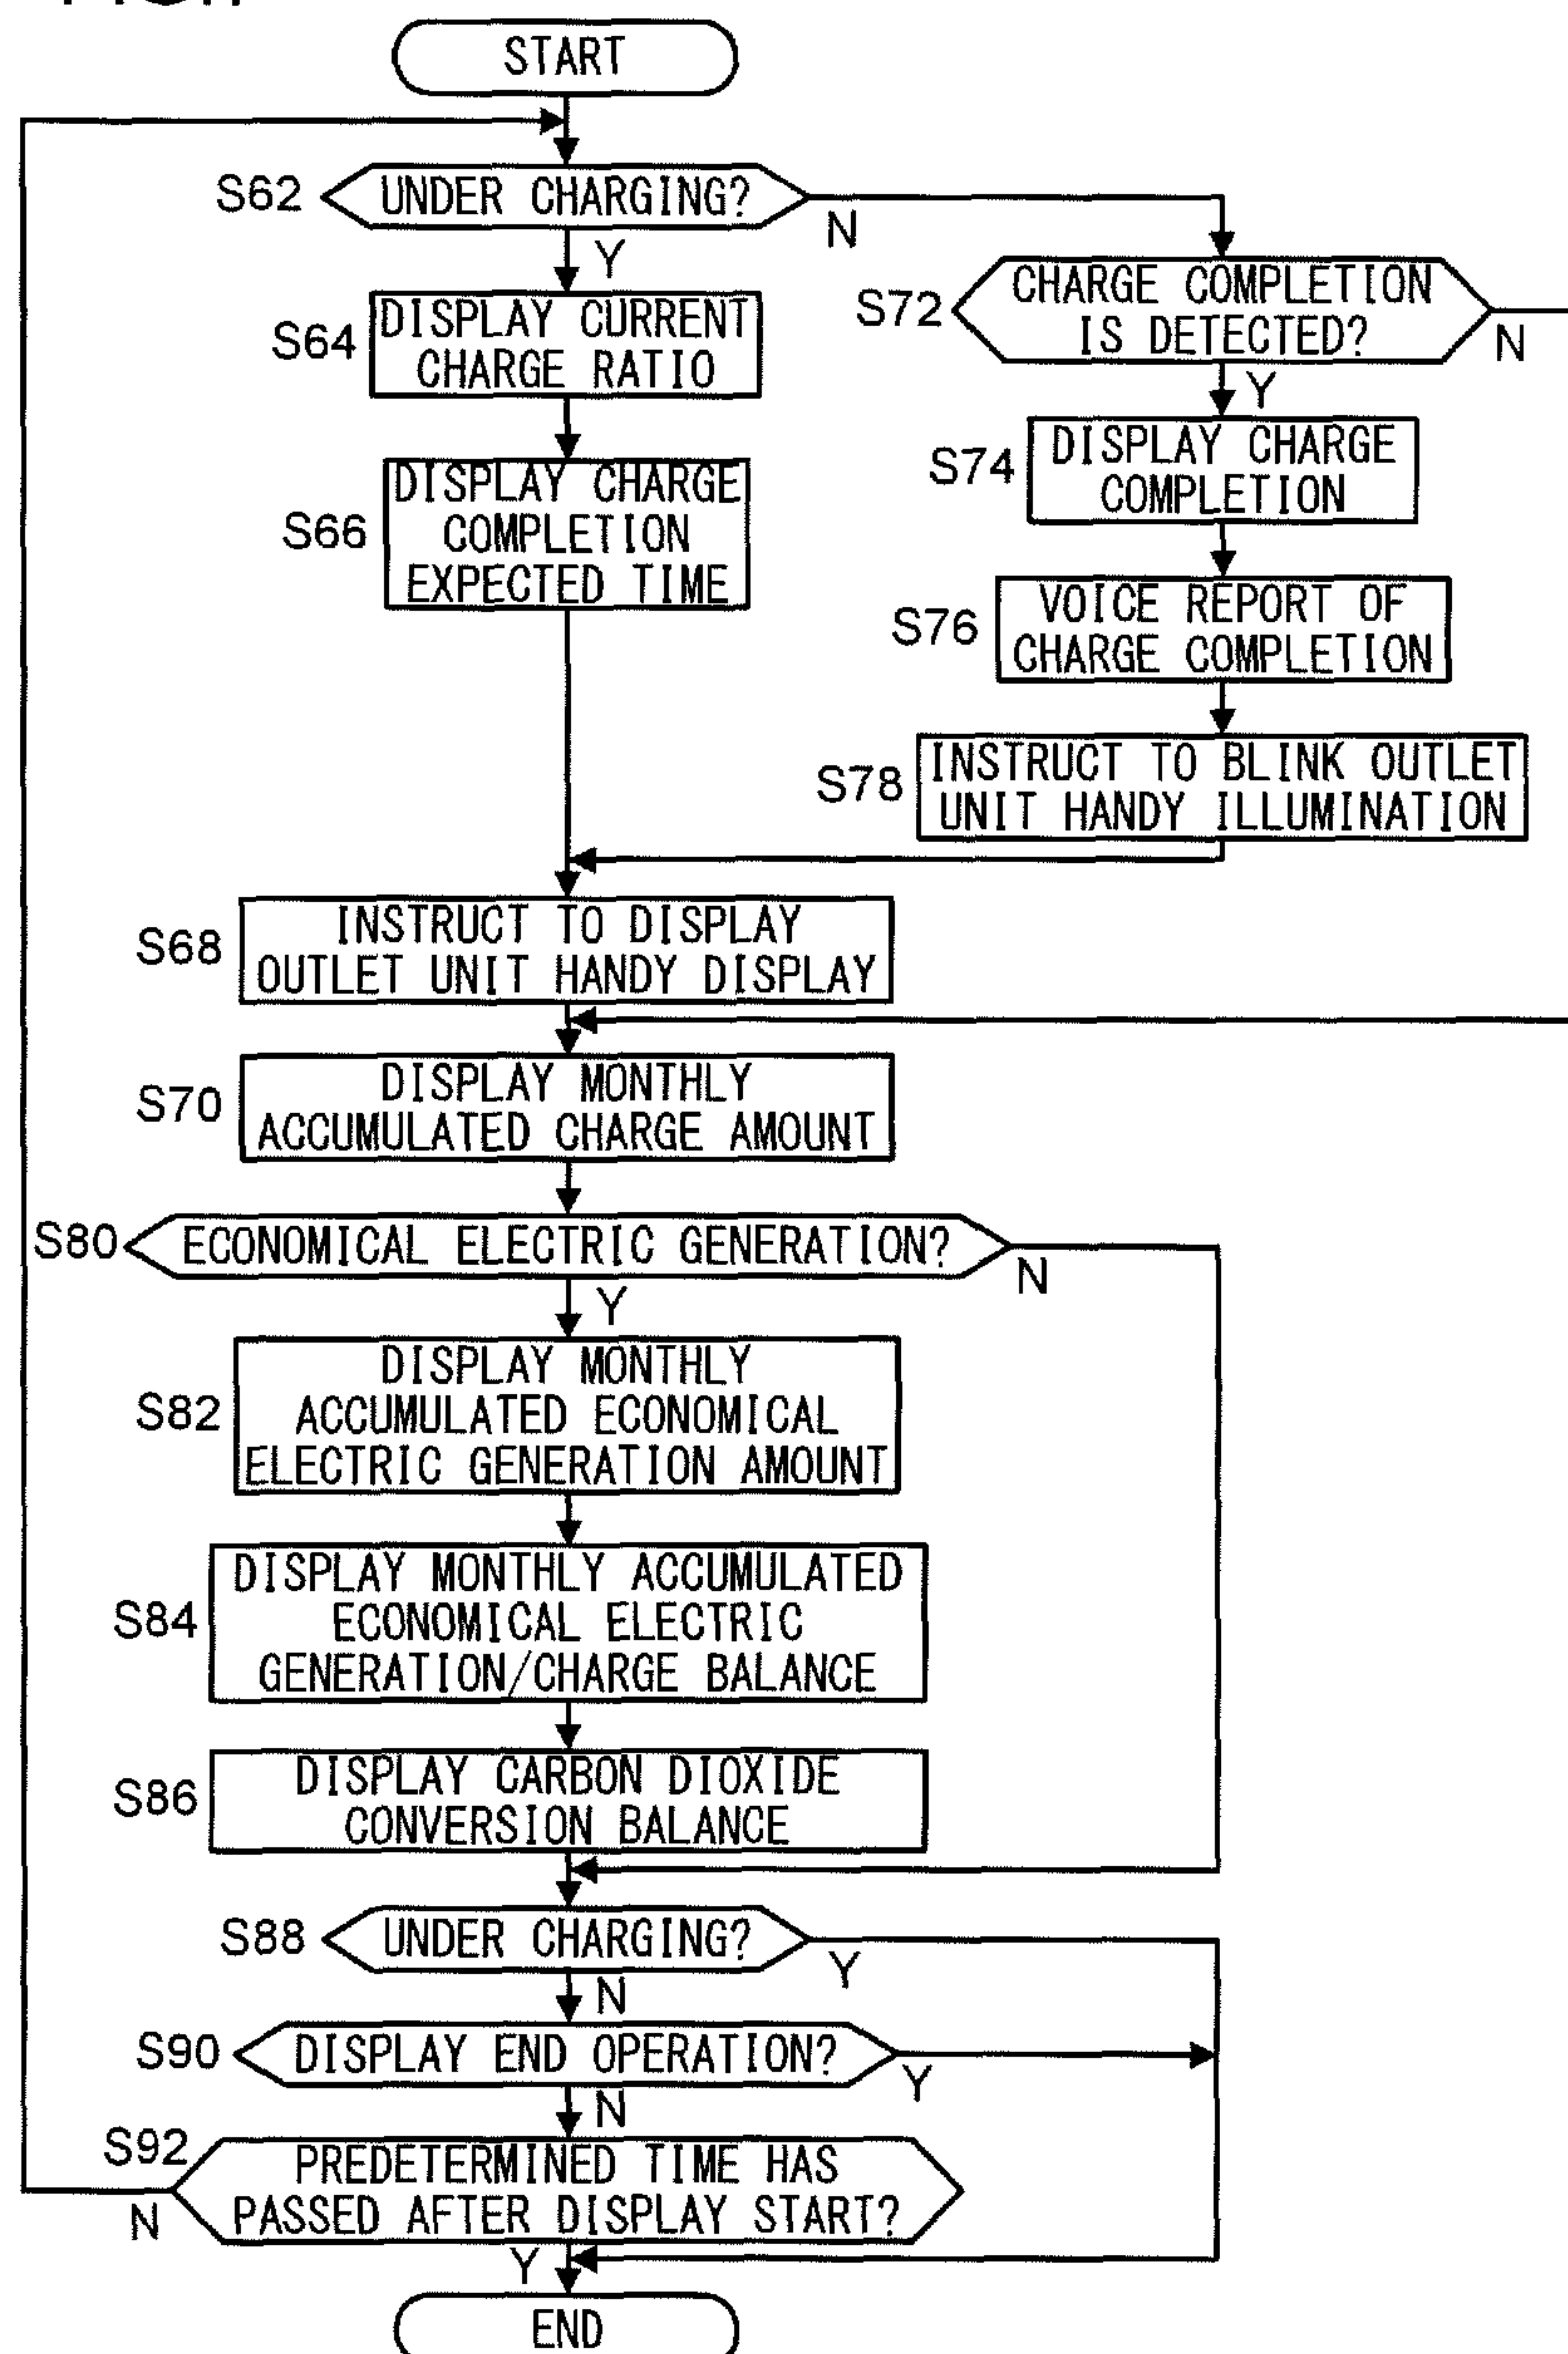 START
S62
UNDER CHARGING?
N
Y
S64
DISPLAY CURRENT
CHARGE RATIO
S66
DISPLAY CHARGE
COMPLETION
EXPECTED TIME
S72
CHARGE COMPLETION
IS DETECTED?
N
Y
S74
DISPLAY CHARGE
COMPLETION
S76
VOICE REPORT OF
CHARGE COMPLETION
S78
INSTRUCT TO BLINK OUTLET
UNIT HANDY ILLUMINATION
S68
INSTRUCT TO DISPLAY
OUTLET UNIT HANDY DISPLAY
S70
DISPLAY MONTHLY
ACCUMULATED CHARGE AMOUNT
S80
ECONOMICAL ELECTRIC GENERATION?
N
Y
S82
DISPLAY MONTHLY
ACCUMULATED ECONOMICAL
ELECTRIC GENERATION AMOUNT
S84
DISPLAY MONTHLY ACCUMULATED
ECONOMICAL ELECTRIC
GENERATION/CHARGE BALANCE
S86
DISPLAY CARBON DIOXIDE
CONVERSION BALANCE
S88
UNDER CHARGING?
Y
N
S90
DISPLAY END OPERATION?
Y
N
S92
PREDETERMINED TIME HAS
PASSED AFTER DISPLAY START?
N
Y
END